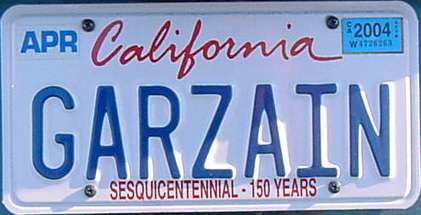 APR California 2004
GARZAIN
SESQUICENTENNIAL - 150 YEARS